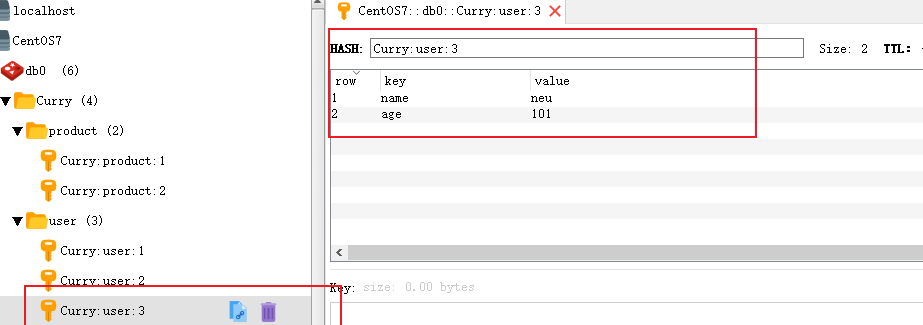 localhost
CentOS7
db0 (6)
Curry (4)
product (2)
Curry:product:1
Curry:product:2
user (3)
Curry:user:1
Curry:user:2
Curry:user:3
CentOS7::db0::Curry:user:3
HASH: Curry:user:3 Size: 2 TTL:
row key value
1 name neu
2 age 101
Key: size: 0.00 bytes